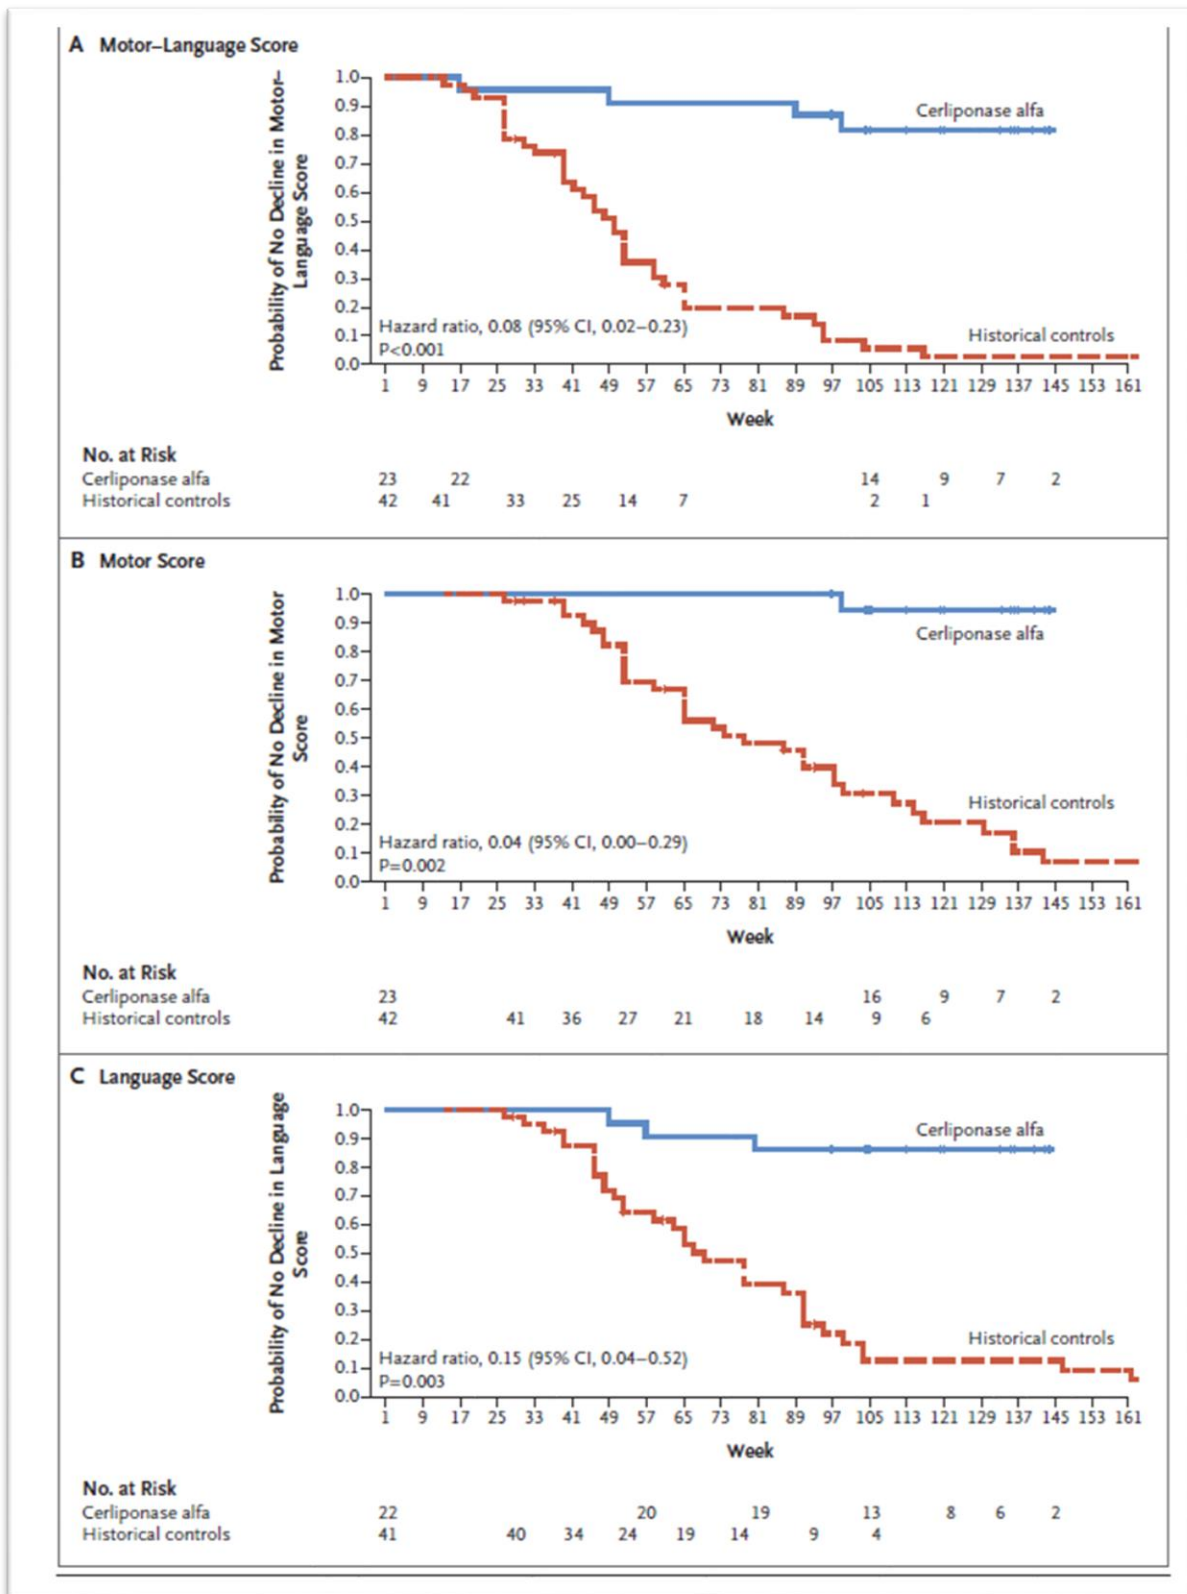 A Motor–Language Score
Probability of No Decline in Motor–
Language Score
1.0
0.9
0.8
0.7
0.6
0.5
0.4
0.3
0.2
0.1
0.0
Cerliponase alfa
Historical controls
Hazard ratio, 0.08 (95% CI, 0.02–0.23)
P<0.001
1 9 17 25 33 41 49 57 65 73 81 89 97 105 113 121 129 137 145 153 161
Week
No. at Risk
Cerliponase alfa 23 22 14 9 7 2
Historical controls 42 41 33 25 14 7 2 1
B Motor Score
Probability of No Decline in Motor
Score
1.0
0.9
0.8
0.7
0.6
0.5
0.4
0.3
0.2
0.1
0.0
Cerliponase alfa
Historical controls
Hazard ratio, 0.04 (95% CI, 0.00–0.29)
P=0.002
1 9 17 25 33 41 49 57 65 73 81 89 97 105 113 121 129 137 145 153 161
Week
No. at Risk
Cerliponase alfa 23 16 9 7 2
Historical controls 42 41 36 27 21 18 14 9 6
C Language Score
Probability of No Decline in Language
Score
1.0
0.9
0.8
0.7
0.6
0.5
0.4
0.3
0.2
0.1
0.0
Cerliponase alfa
Historical controls
Hazard ratio, 0.15 (95% CI, 0.04–0.52)
P=0.003
1 9 17 25 33 41 49 57 65 73 81 89 97 105 113 121 129 137 145 153 161
Week
No. at Risk
Cerliponase alfa 22 20 19 13 8 6 2
Historical controls 41 40 34 24 19 14 9 4